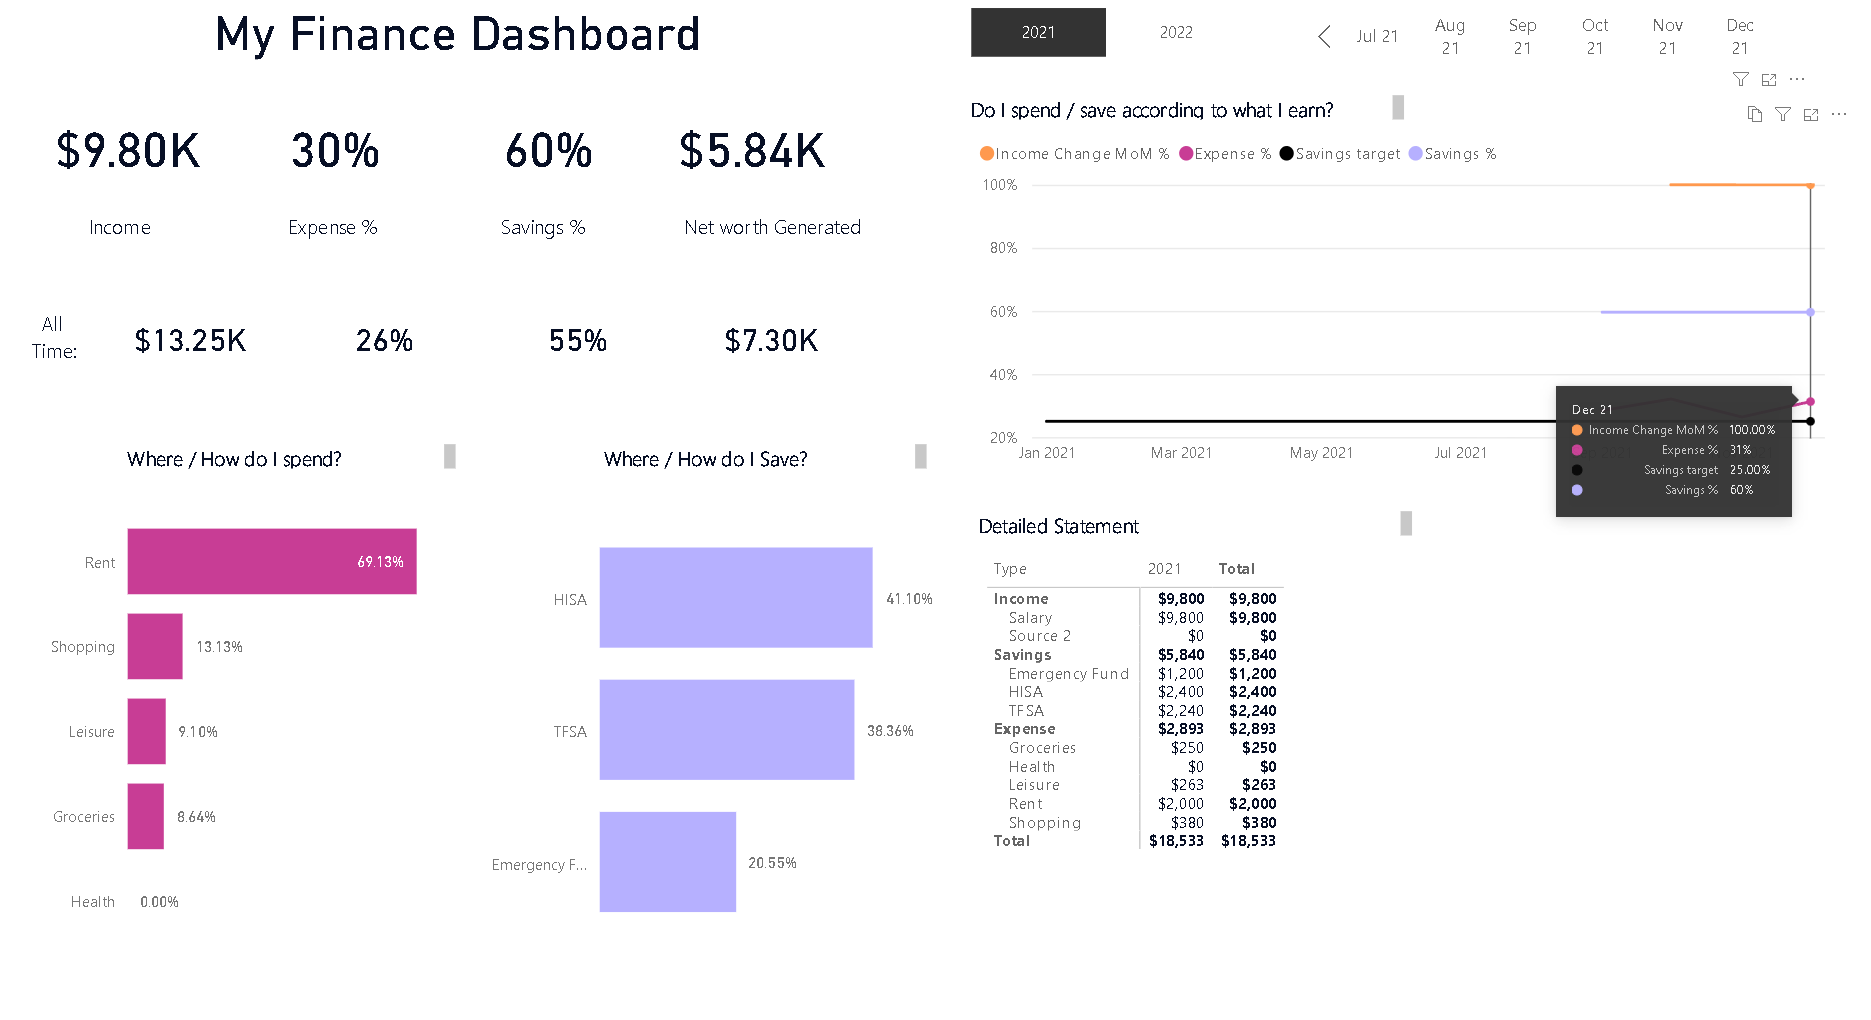 My Finance Dashboard
$9.80K 30% 60% $5.84K
Income Expense % Savings % Net worth Generated
All
Time:
$13.25K 26% 55% $7.30K
Where / How do I spend?
Rent 69.13%
Shopping 13.13%
Leisure 9.10%
Groceries 8.64%
Health 0.00%
Where / How do I Save?
HISA 41.10%
TFSA 38.36%
Emergency F... 20.55%
2021 2022
Jul 21 Aug 21 Sep 21 Oct 21 Nov 21 Dec 21
Do I spend / save according to what I earn?
Income Change MoM % Expense % Savings target Savings %
100%
80%
60%
40%
20%
Jan 2021 Mar 2021 May 2021 Jul 2021
Dec 21
Income Change MoM % 100.00%
Expense % 31%
Savings target 25.00%
Savings % 60%
Detailed Statement
Type 2021 Total
Income $9,800 $9,800
Salary $9,800 $9,800
Source 2 $0 $0
Savings $5,840 $5,840
Emergency Fund $1,200 $1,200
HISA $2,400 $2,400
TFSA $2,240 $2,240
Expense $2,893 $2,893
Groceries $250 $250
Health $0 $0
Leisure $263 $263
Rent $2,000 $2,000
Shopping $380 $380
Total $18,533 $18,533